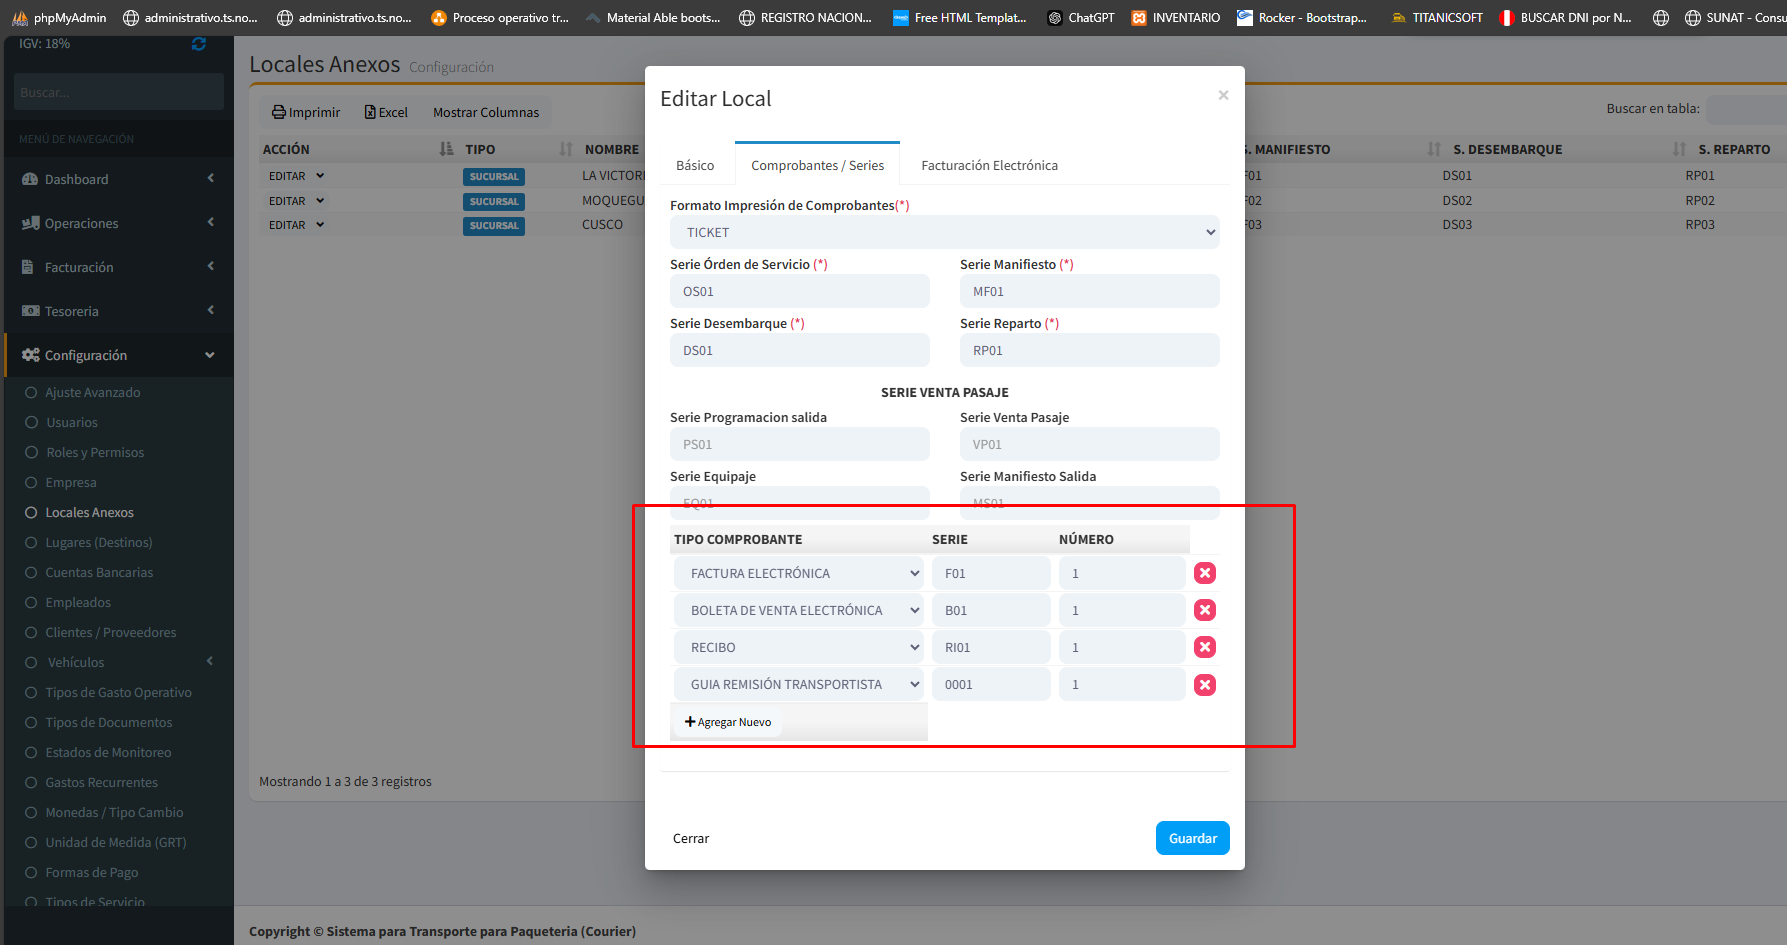 phpMyAdmin
administrativo.ts.no...
administrativo.ts.no...
Proceso operativo tr...
Material Able boots...
REGISTRO NACION...
Free HTML Templat...
ChatGPT
INVENTARIO
Rocker - Bootstrap...
TITANICSOFT
BUSCAR DNI por N...
SUNAT - Consu
IGV: 18%
Buscar...
MENÚ DE NAVEGACIÓN
Dashboard
Operaciones
Facturación
Tesoreria
Configuración
Ajuste Avanzado
Usuarios
Roles y Permisos
Empresa
Locales Anexos
Lugares (Destinos)
Cuentas Bancarias
Empleados
Clientes / Proveedores
Vehículos
Tipos de Gasto Operativo
Tipos de Documentos
Estados de Monitoreo
Gastos Recurrentes
Monedas / Tipo Cambio
Unidad de Medida (GRT)
Formas de Pago
Tipos de Servicio
Locales Anexos Configuración
Imprimir Excel Mostrar Columnas
Buscar en tabla:
ACCIÓN TIPO NOMBRE S. MANIFIESTO S. DESEMBARQUE S. REPARTO
EDITAR SUCURSAL LA VICTORI F01 DS01 RP01
EDITAR SUCURSAL MOQUEGU F02 DS02 RP02
EDITAR SUCURSAL CUSCO F03 DS03 RP03
Mostrando 1 a 3 de 3 registros
Editar Local ×
Básico Comprobantes / Series Facturación Electrónica
Formato Impresión de Comprobantes(*)
TICKET
Serie Órden de Servicio (*) Serie Manifiesto (*)
OS01 MF01
Serie Desembarque (*) Serie Reparto (*)
DS01 RP01
SERIE VENTA PASAJE
Serie Programacion salida Serie Venta Pasaje
PS01 VP01
Serie Equipaje Serie Manifiesto Salida
EQ01 MS01
TIPO COMPROBANTE SERIE NÚMERO
FACTURA ELECTRÓNICA F01 1
BOLETA DE VENTA ELECTRÓNICA B01 1
RECIBO RI01 1
GUIA REMISIÓN TRANSPORTISTA 0001 1
Agregar Nuevo
Cerrar Guardar
Copyright © Sistema para Transporte para Paqueteria (Courier)